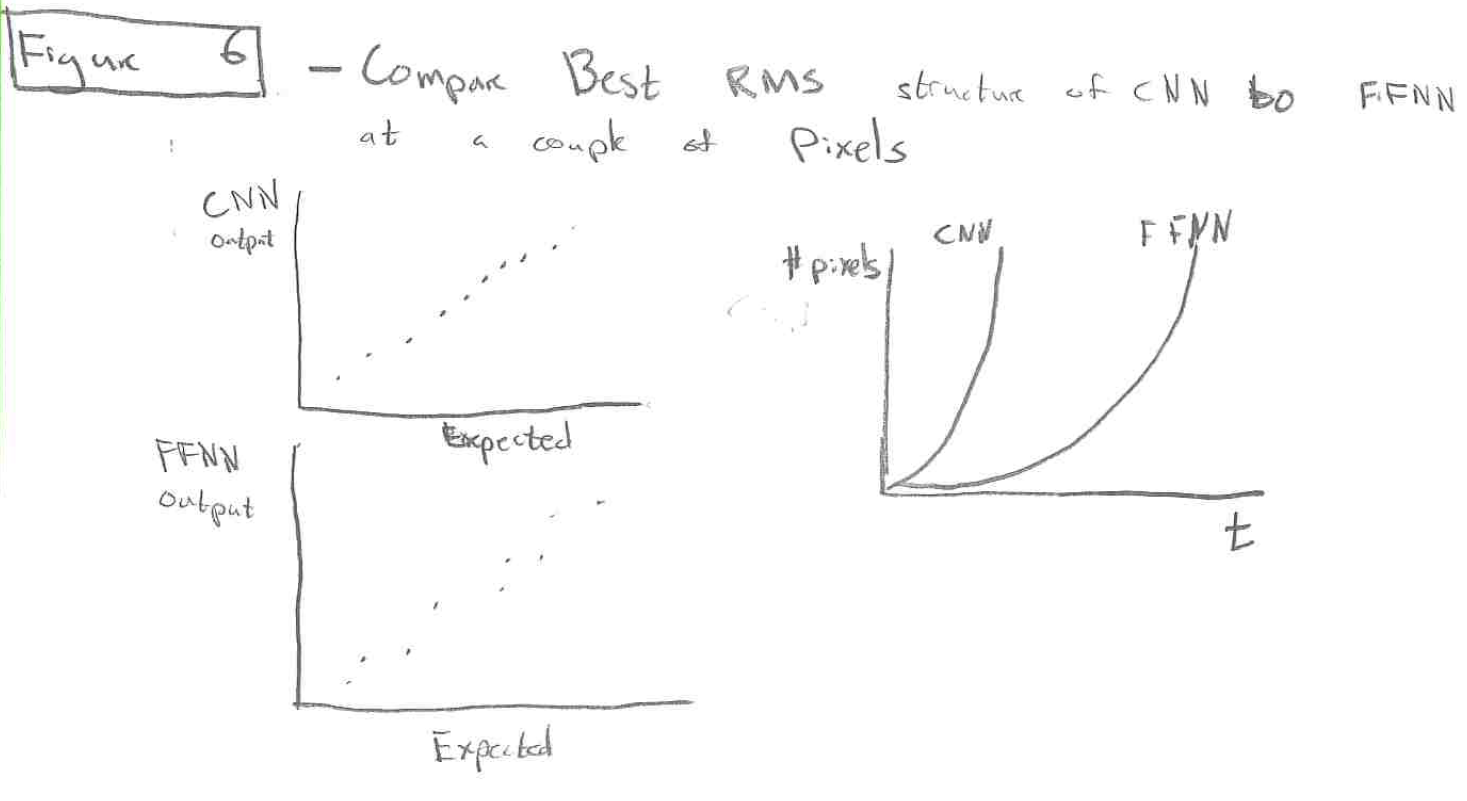 Figure 6 - Compare Best RMS structure of CNN to FFNN
at a couple of Pixels
CNN
Output
Expected
FFNN
Output
Expected
# pixels
CNN
FFNN
t